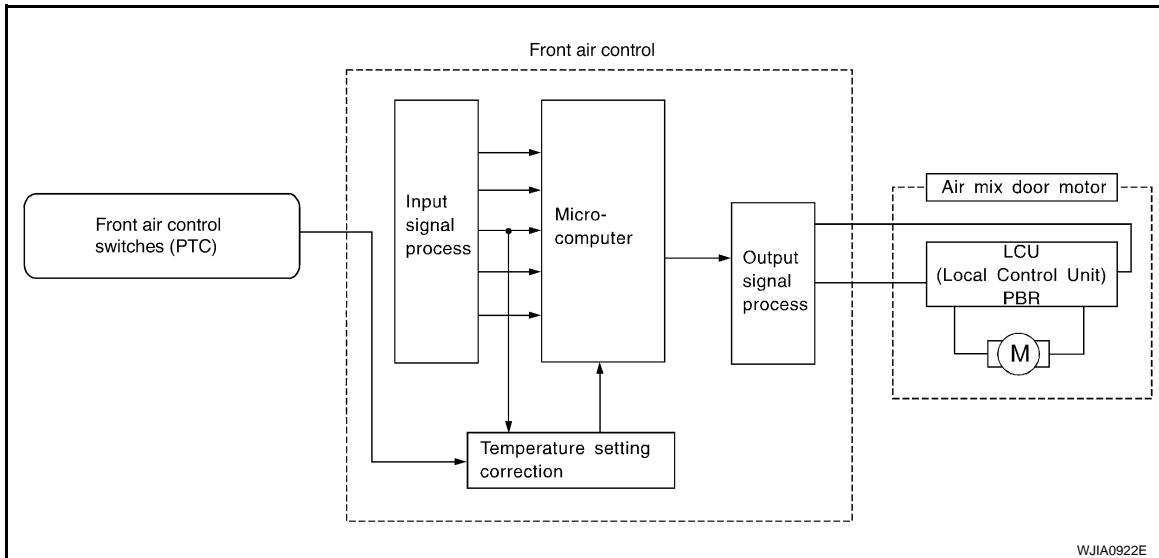 Front air control
Front air control
switches (PTC)
Input
signal
process
Micro-
computer
Temperature setting
correction
Output
signal
process
Air mix door motor
LCU
(Local Control Unit)
PBR
M
WJIA0922E